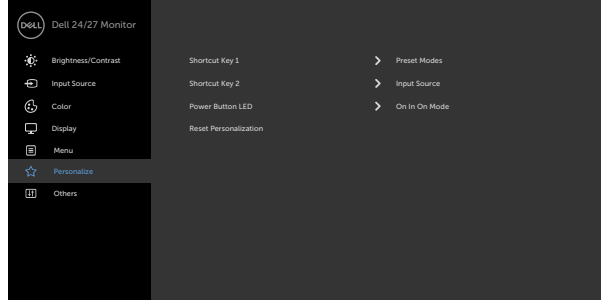 DELL Dell 24/27 Monitor
Brightness/Contrast
Input Source
Color
Display
Menu
Personalize
Others
Shortcut Key 1 Preset Modes
Shortcut Key 2 Input Source
Power Button LED On In On Mode
Reset Personalization